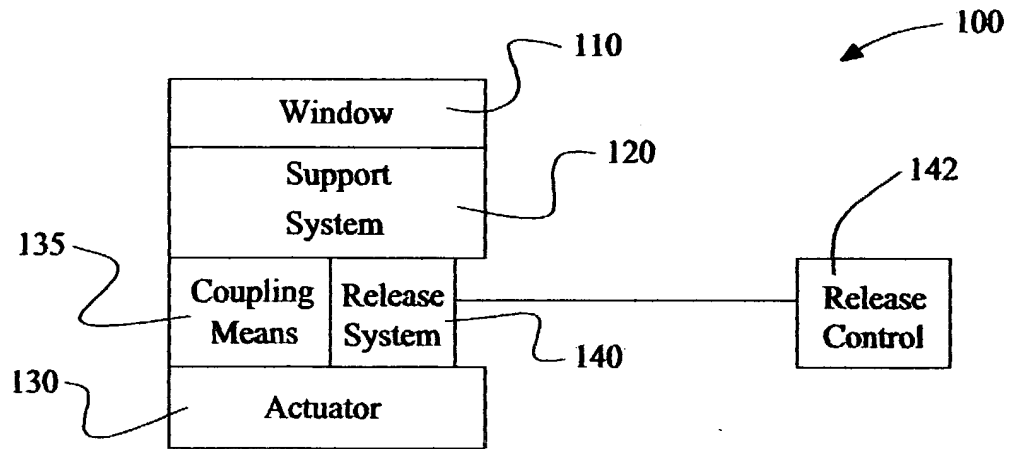 100
110
Window
120
Support
System
142
135
Coupling
Means
Release
System
Release
Control
140
130
Actuator